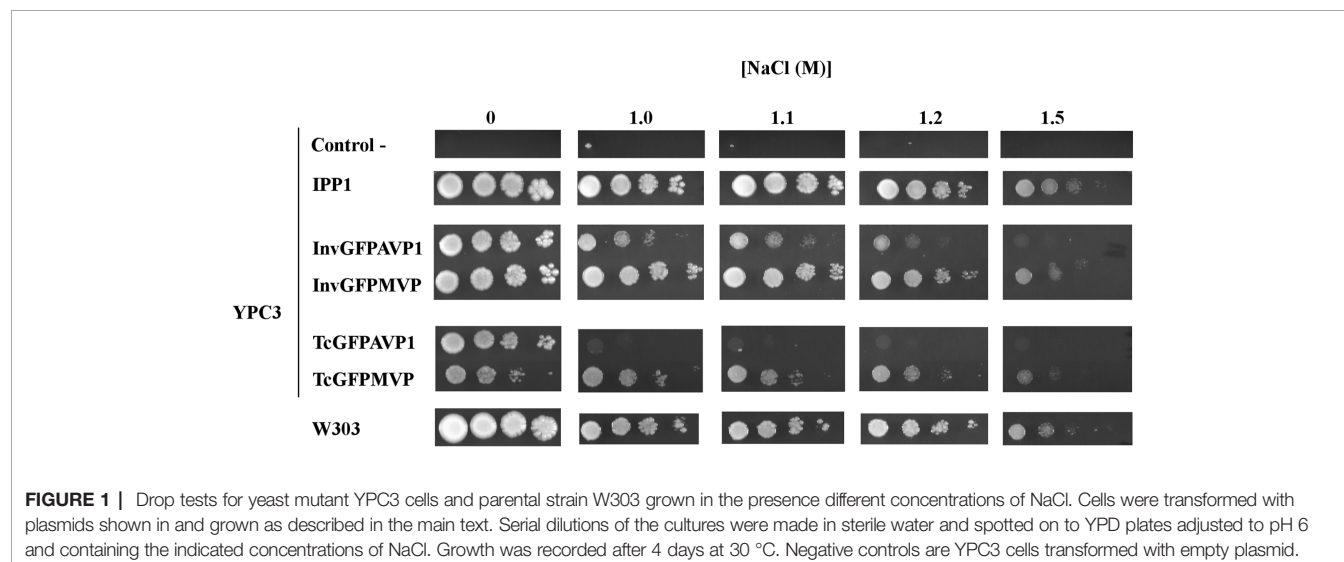 [NaCl (M)]
0 1.0 1.1 1.2 1.5
Control -
IPP1
InvGFPAVP1
InvGFPMVP
YPC3
TcGFPAVP1
TcGFPMVP
W303
FIGURE 1 | Drop tests for yeast mutant YPC3 cells and parental strain W303 grown in the presence different concentrations of NaCl. Cells were transformed with
plasmids shown in and grown as described in the main text. Serial dilutions of the cultures were made in sterile water and spotted on to YPD plates adjusted to pH 6
and containing the indicated concentrations of NaCl. Growth was recorded after 4 days at 30 °C. Negative controls are YPC3 cells transformed with empty plasmid.